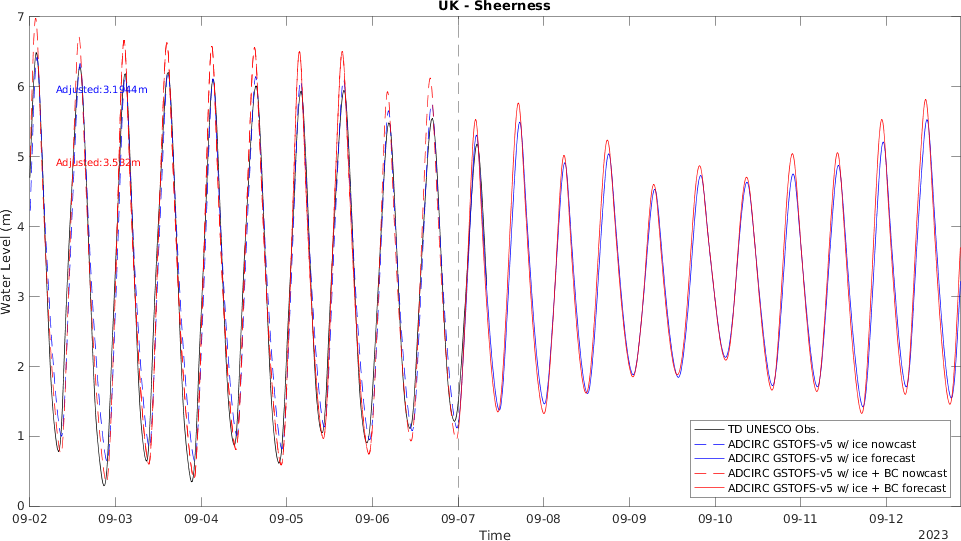 UK - Sheerness
7
6
5
4
3
2
1
0
Water Level (m)
Adjusted:3.1944m
Adjusted:3.532m
TD UNESCO Obs.
ADCIRC GSTOFS-v5 w/ ice nowcast
ADCIRC GSTOFS-v5 w/ ice forecast
ADCIRC GSTOFS-v5 w/ ice + BC nowcast
ADCIRC GSTOFS-v5 w/ ice + BC forecast
09-02 09-03 09-04 09-05 09-06 09-07 09-08 09-09 09-10 09-11 09-12
Time
2023